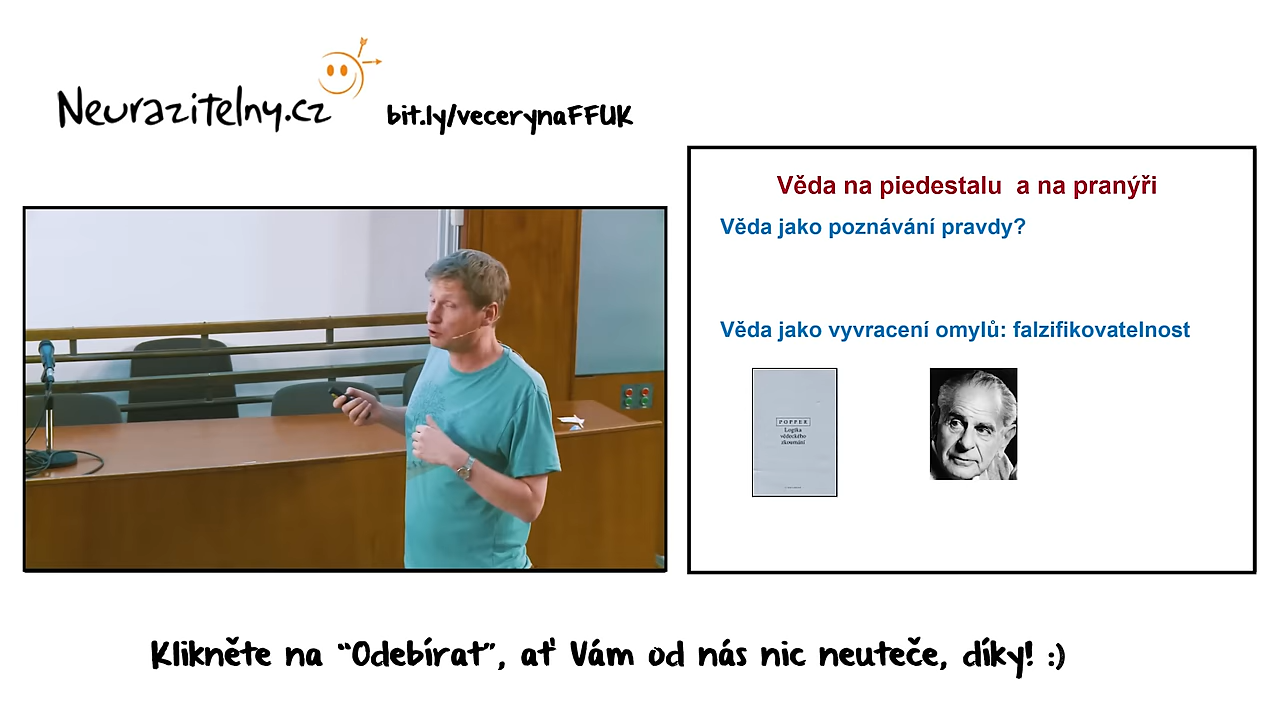 Neurazitelny.cz
bit.ly/vecerynaFFUK
Věda na piedestalu a na pranýři
Věda jako poznávání pravdy?
Věda jako vyvracení omylů: falzifikovatelnost
POPPER
Logika
vědeckého
zkoumání
Klikněte na “Odebírat”, ať Vám od nás nic neuteče, díky! :)